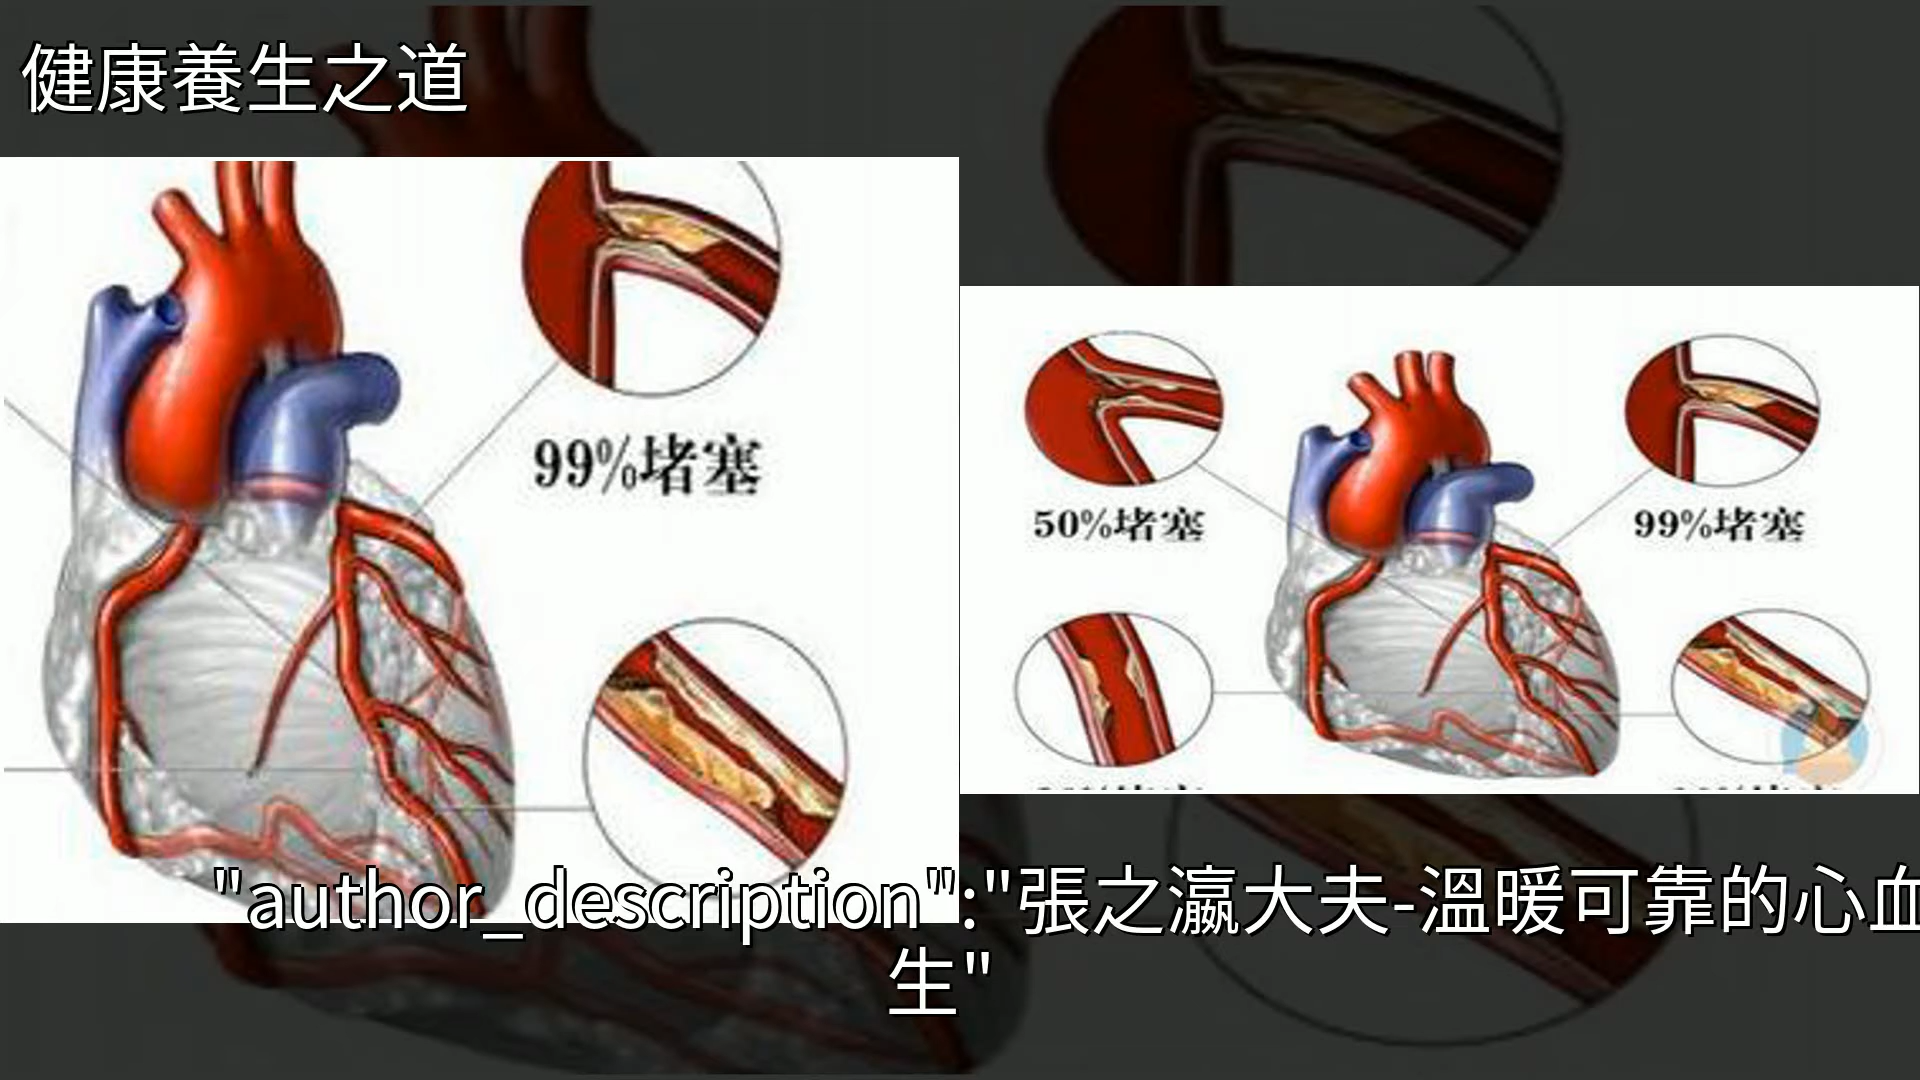 健康養生之道
99%堵塞
50%堵塞
99%堵塞
"author_description":"張之瀛大夫-溫暖可靠的心血
生"